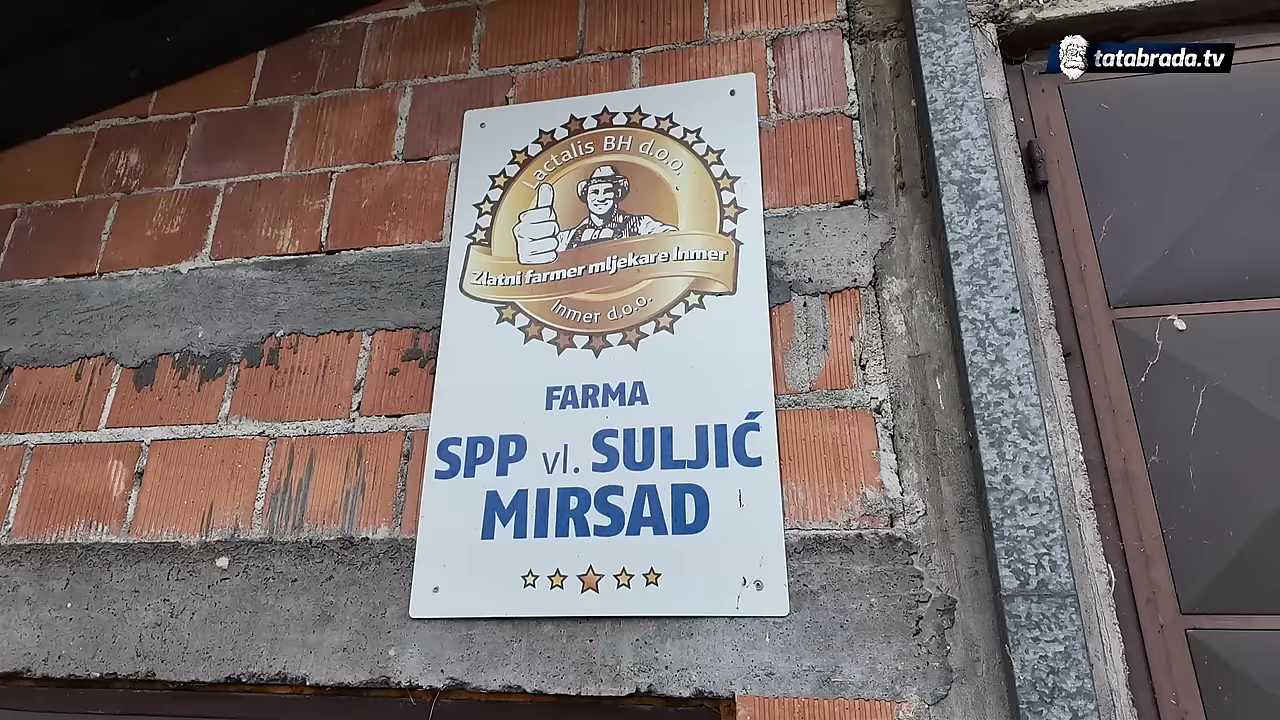 tatabrada.tv
Lactalis BH d.o.o.
Zlatni farmer mljekare Inmer
Inmer d.o.o.
FARMA
SPP vl. SULJIĆ
MIRSAD